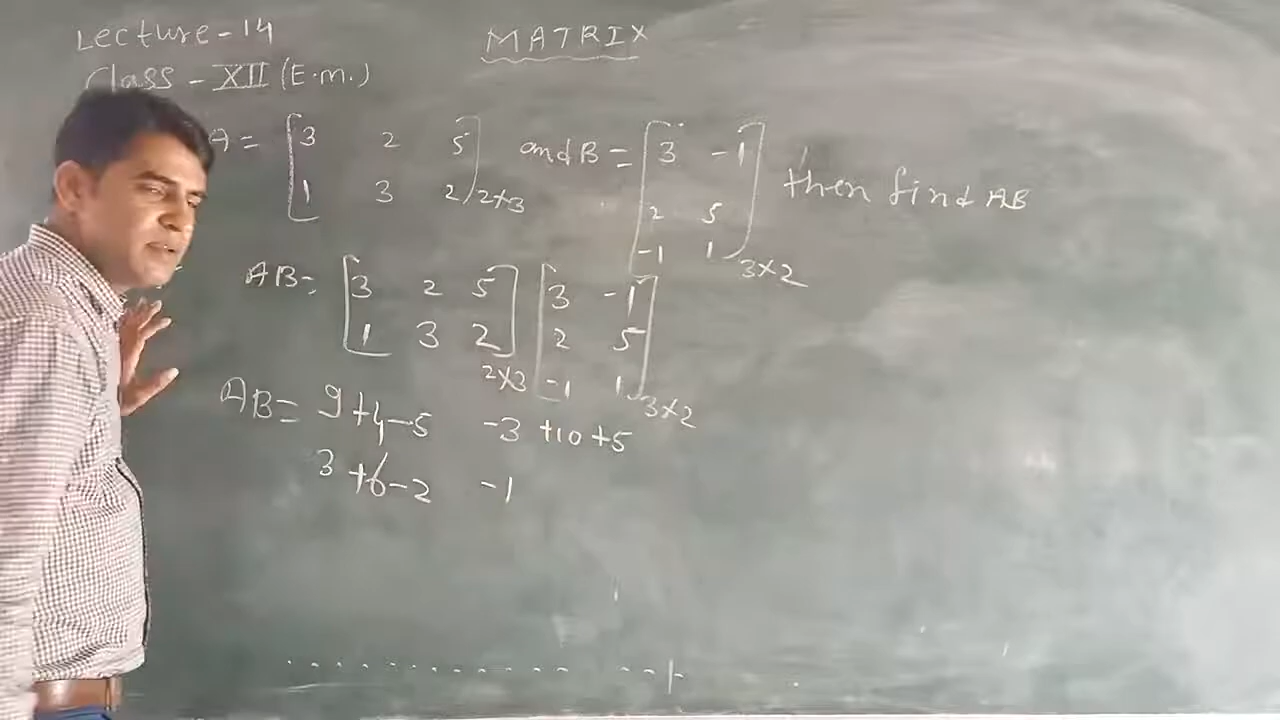 Lecture-14 MATRIX
Class - XII (E.m.)
A = [3 2 5 and B = [3 -1] then find AB
1 3 2] 2×3 2 5
-1 1 3×2
AB= [3 2 5] [3 -1]
1 3 2 2 5
2×3 -1 1 3×2
AB= 9+4-5 -3+10+5
3+6-2 -1